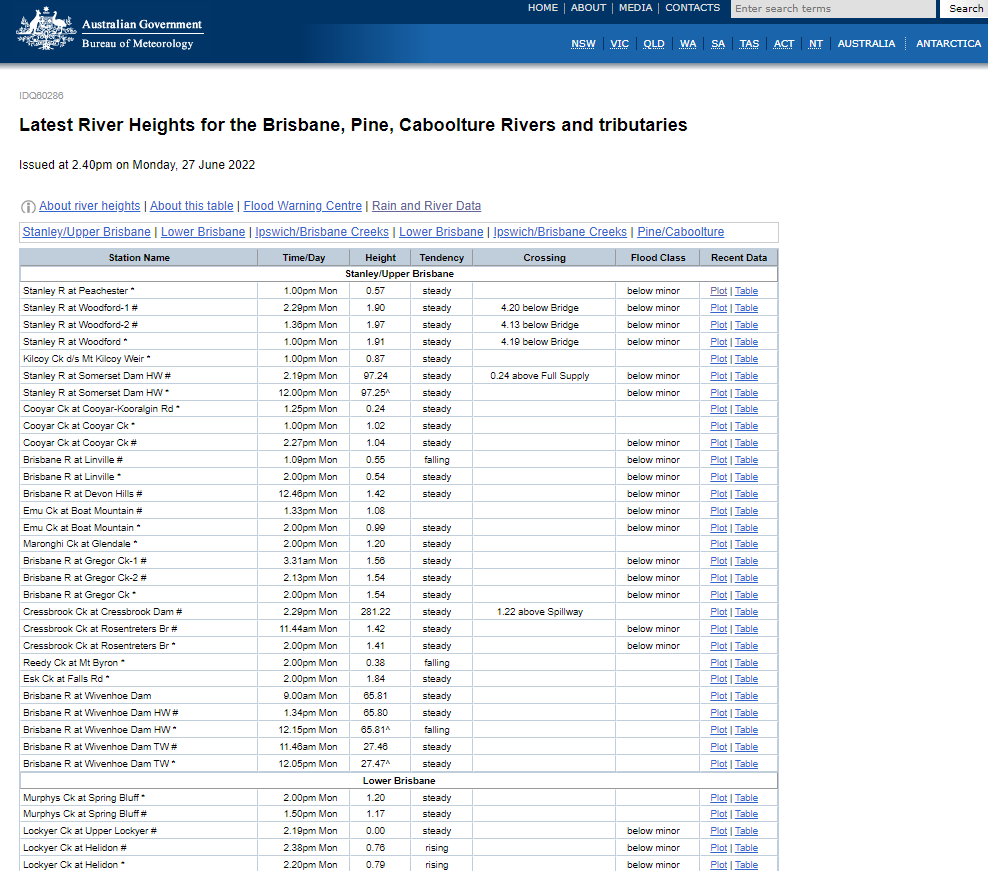 HOME | ABOUT | MEDIA | CONTACTS Enter search terms Search
Australian Government
Bureau of Meteorology
NSW VIC QLD WA SA TAS ACT NT AUSTRALIA ANTARCTICA
IDQ60286
Latest River Heights for the Brisbane, Pine, Caboolture Rivers and tributaries
Issued at 2.40pm on Monday, 27 June 2022
About river heights | About this table | Flood Warning Centre | Rain and River Data
Stanley/Upper Brisbane | Lower Brisbane | Ipswich/Brisbane Creeks | Lower Brisbane | Ipswich/Brisbane Creeks | Pine/Caboolture
Station Name Time/Day Height Tendency Crossing Flood Class Recent Data
Stanley/Upper Brisbane
Stanley R at Peachester * 1.00pm Mon 0.57 steady below minor Plot | Table
Stanley R at Woodford-1 # 2.29pm Mon 1.90 steady 4.20 below Bridge below minor Plot | Table
Stanley R at Woodford-2 # 1.36pm Mon 1.97 steady 4.13 below Bridge below minor Plot | Table
Stanley R at Woodford * 1.00pm Mon 1.91 steady 4.19 below Bridge below minor Plot | Table
Kilcoy Ck d/s Mt Kilcoy Weir * 1.00pm Mon 0.87 steady Plot | Table
Stanley R at Somerset Dam HW # 2.19pm Mon 97.24 steady 0.24 above Full Supply below minor Plot | Table
Stanley R at Somerset Dam HW * 12.00pm Mon 97.25^ steady below minor Plot | Table
Cooyar Ck at Cooyar-Kooralgin Rd * 1.25pm Mon 0.24 steady Plot | Table
Cooyar Ck at Cooyar Ck * 1.00pm Mon 1.02 steady Plot | Table
Cooyar Ck at Cooyar Ck # 2.27pm Mon 1.04 steady below minor Plot | Table
Brisbane R at Linville # 1.09pm Mon 0.55 falling below minor Plot | Table
Brisbane R at Linville * 2.00pm Mon 0.54 steady below minor Plot | Table
Brisbane R at Devon Hills # 12.46pm Mon 1.42 steady below minor Plot | Table
Emu Ck at Boat Mountain # 1.33pm Mon 1.08 below minor Plot | Table
Emu Ck at Boat Mountain * 2.00pm Mon 0.99 steady below minor Plot | Table
Maronghi Ck at Glendale * 2.00pm Mon 1.20 steady Plot | Table
Brisbane R at Gregor Ck-1 # 3.31am Mon 1.56 steady below minor Plot | Table
Brisbane R at Gregor Ck-2 # 2.13pm Mon 1.54 steady below minor Plot | Table
Brisbane R at Gregor Ck * 2.00pm Mon 1.54 steady below minor Plot | Table
Cressbrook Ck at Cressbrook Dam # 2.29pm Mon 281.22 steady 1.22 above Spillway Plot | Table
Cressbrook Ck at Rosentreters Br # 11.44am Mon 1.42 steady below minor Plot | Table
Cressbrook Ck at Rosentreters Br * 2.00pm Mon 1.41 steady below minor Plot | Table
Reedy Ck at Mt Byron * 2.00pm Mon 0.38 falling Plot | Table
Esk Ck at Falls Rd * 2.00pm Mon 1.84 steady Plot | Table
Brisbane R at Wivenhoe Dam 9.00am Mon 65.81 steady Plot | Table
Brisbane R at Wivenhoe Dam HW # 1.34pm Mon 65.80 steady Plot | Table
Brisbane R at Wivenhoe Dam HW * 12.15pm Mon 65.81^ falling Plot | Table
Brisbane R at Wivenhoe Dam TW # 11.46am Mon 27.46 steady Plot | Table
Brisbane R at Wivenhoe Dam TW * 12.05pm Mon 27.47^ steady Plot | Table
Lower Brisbane
Murphys Ck at Spring Bluff * 2.00pm Mon 1.20 steady Plot | Table
Murphys Ck at Spring Bluff # 1.50pm Mon 1.17 steady Plot | Table
Lockyer Ck at Upper Lockyer # 2.19pm Mon 0.00 steady below minor Plot | Table
Lockyer Ck at Helidon # 2.38pm Mon 0.76 rising below minor Plot | Table
Lockyer Ck at Helidon * 2.20pm Mon 0.79 rising below minor Plot | Table